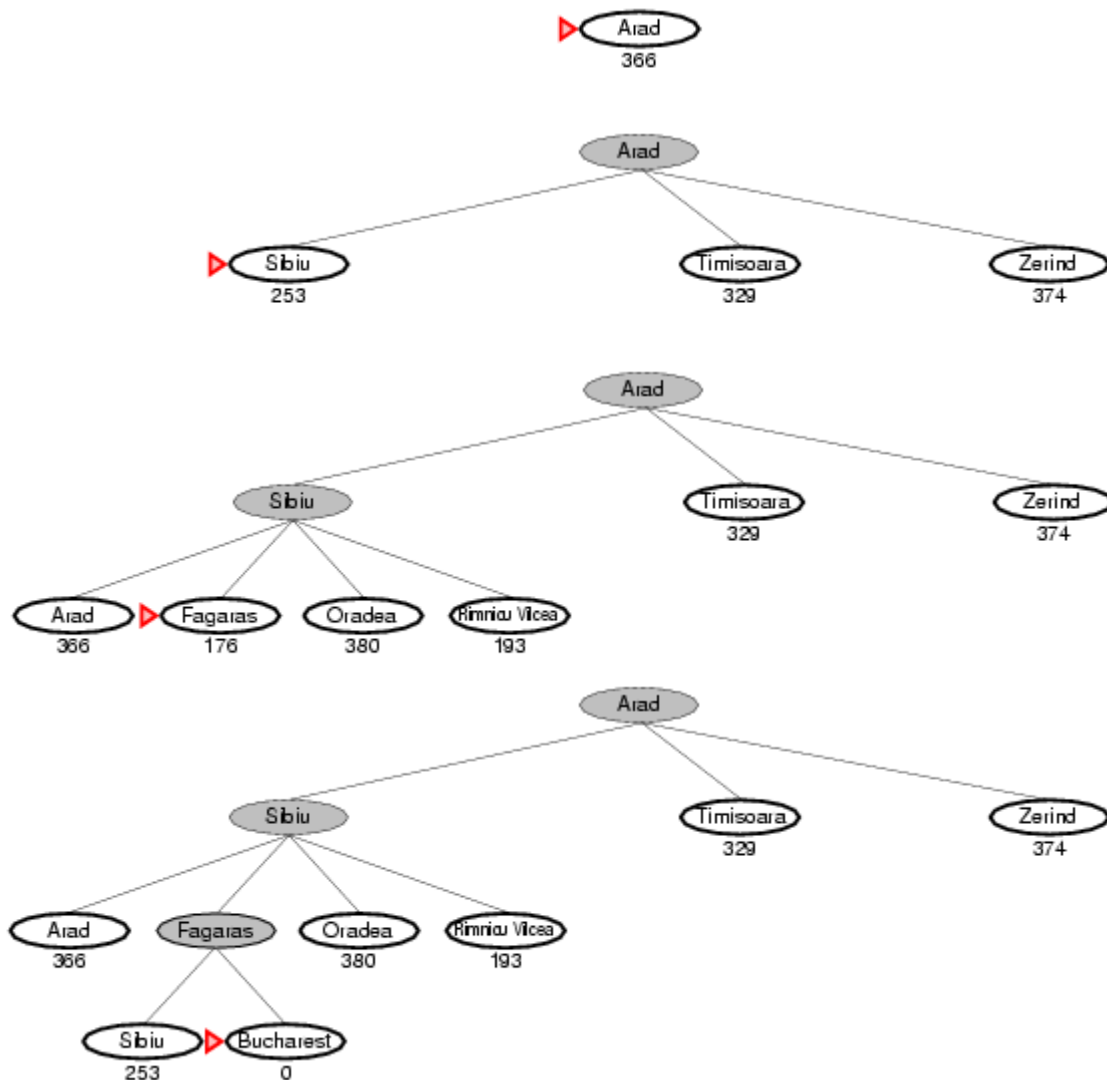 Arad
366
Arad
Sibiu Timisoara Zerind
253 329 374
Arad
Sibiu Timisoara Zerind
329 374
Arad Fagaras Oradea Rimnicu Vilcea
366 176 380 193
Arad
Sibiu Timisoara Zerind
329 374
Arad Fagaras Oradea Rimnicu Vilcea
366 380 193
Sibiu Bucharest
253 0